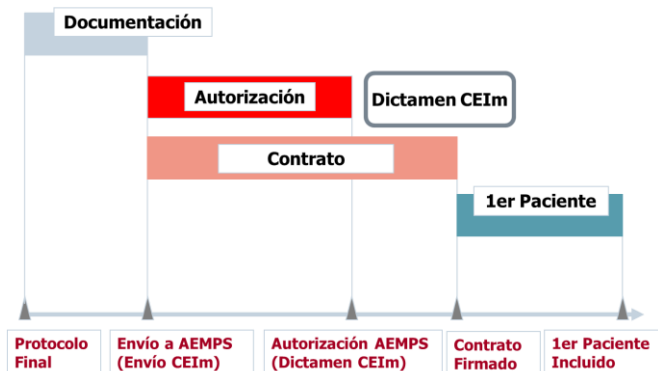 Documentación
Autorización
Dictamen CEIm
Contrato
1er Paciente
Protocolo
Final
Envío a AEMPS
(Envío CEIm)
Autorización AEMPS
(Dictamen CEIm)
Contrato
Firmado
1er Paciente
Incluido